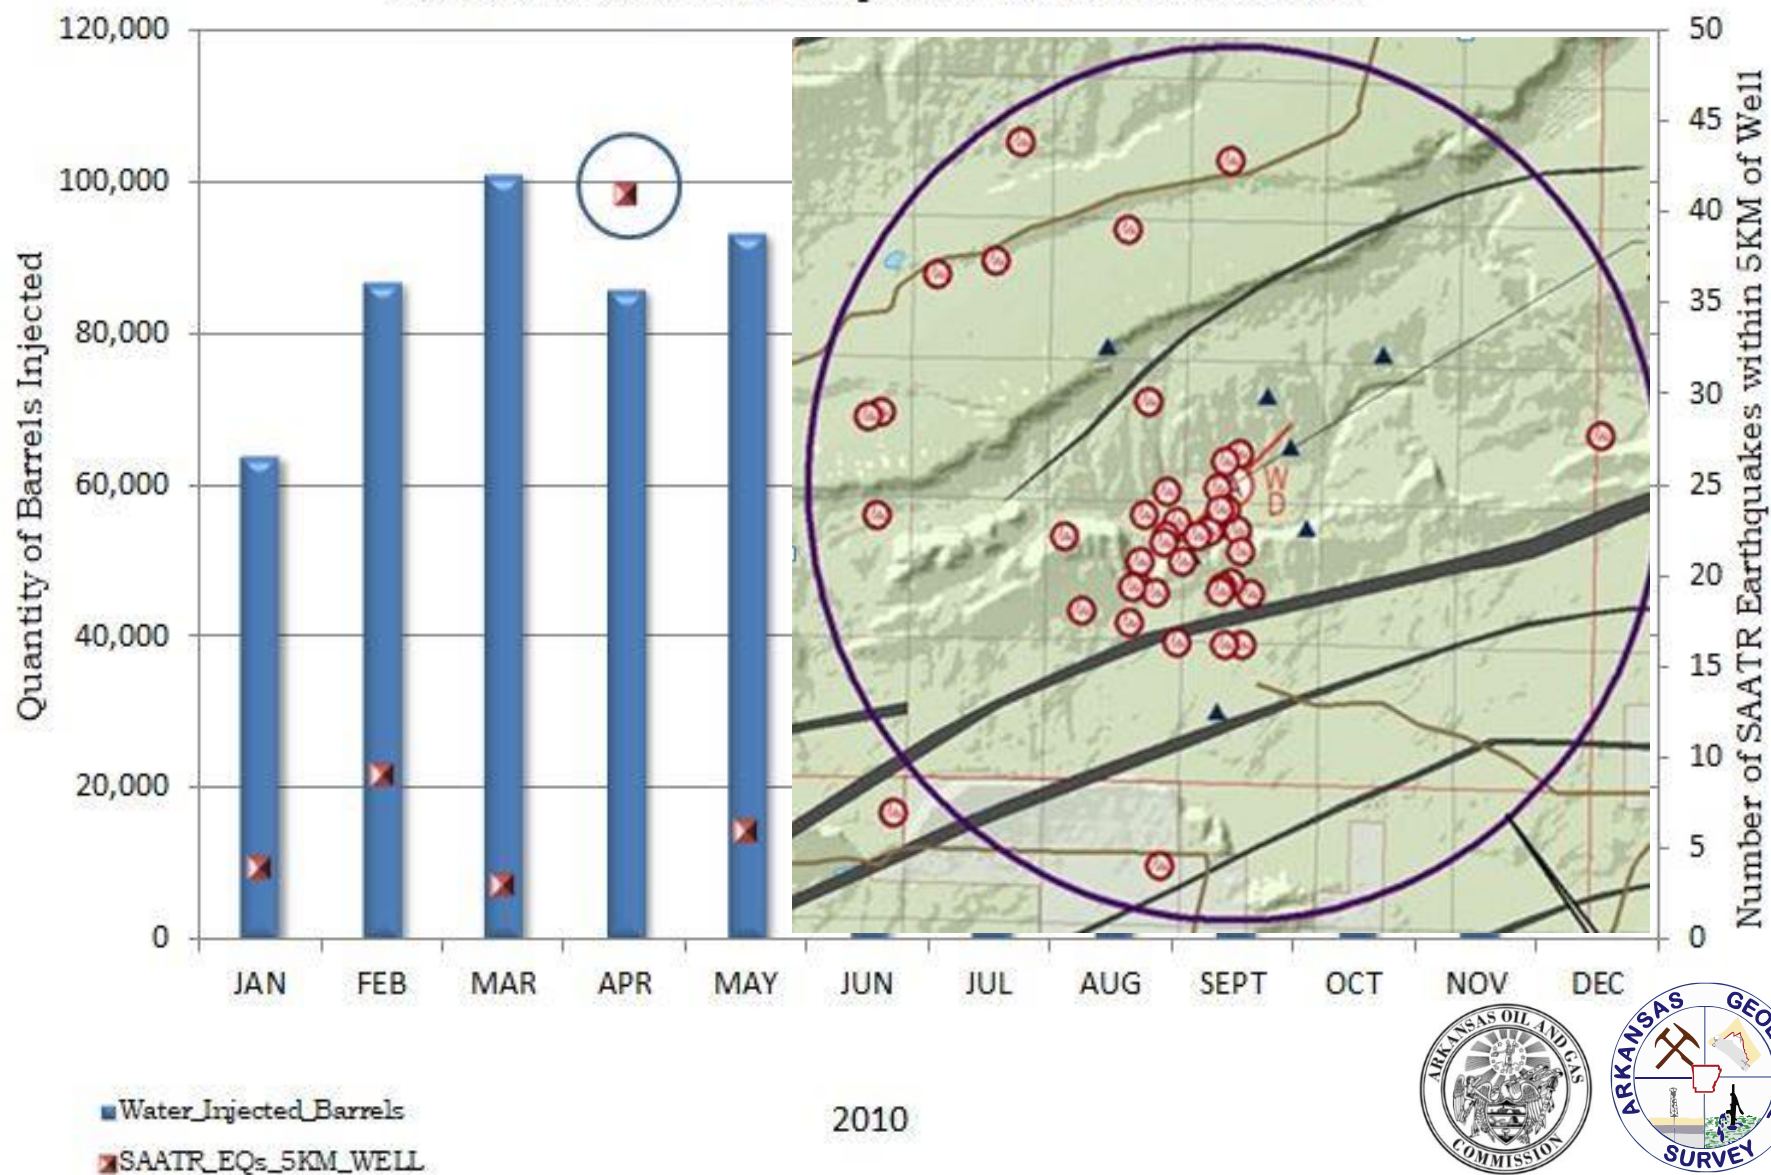 120,000
100,000
80,000
60,000
40,000
20,000
0
Quantity of Barrels Injected
50
45
40
35
30
25
20
15
10
5
0
Number of SAATR Earthquakes within 5KM of Well
W
D
JAN FEB MAR APR MAY JUN JUL AUG SEPT OCT NOV DEC
Water_Injected_Barrels
SAATR_EQs_5KM_WELL
2010
ARKANSAS OIL AND GAS
COMMISSION
ARKANSAS
SURVEY